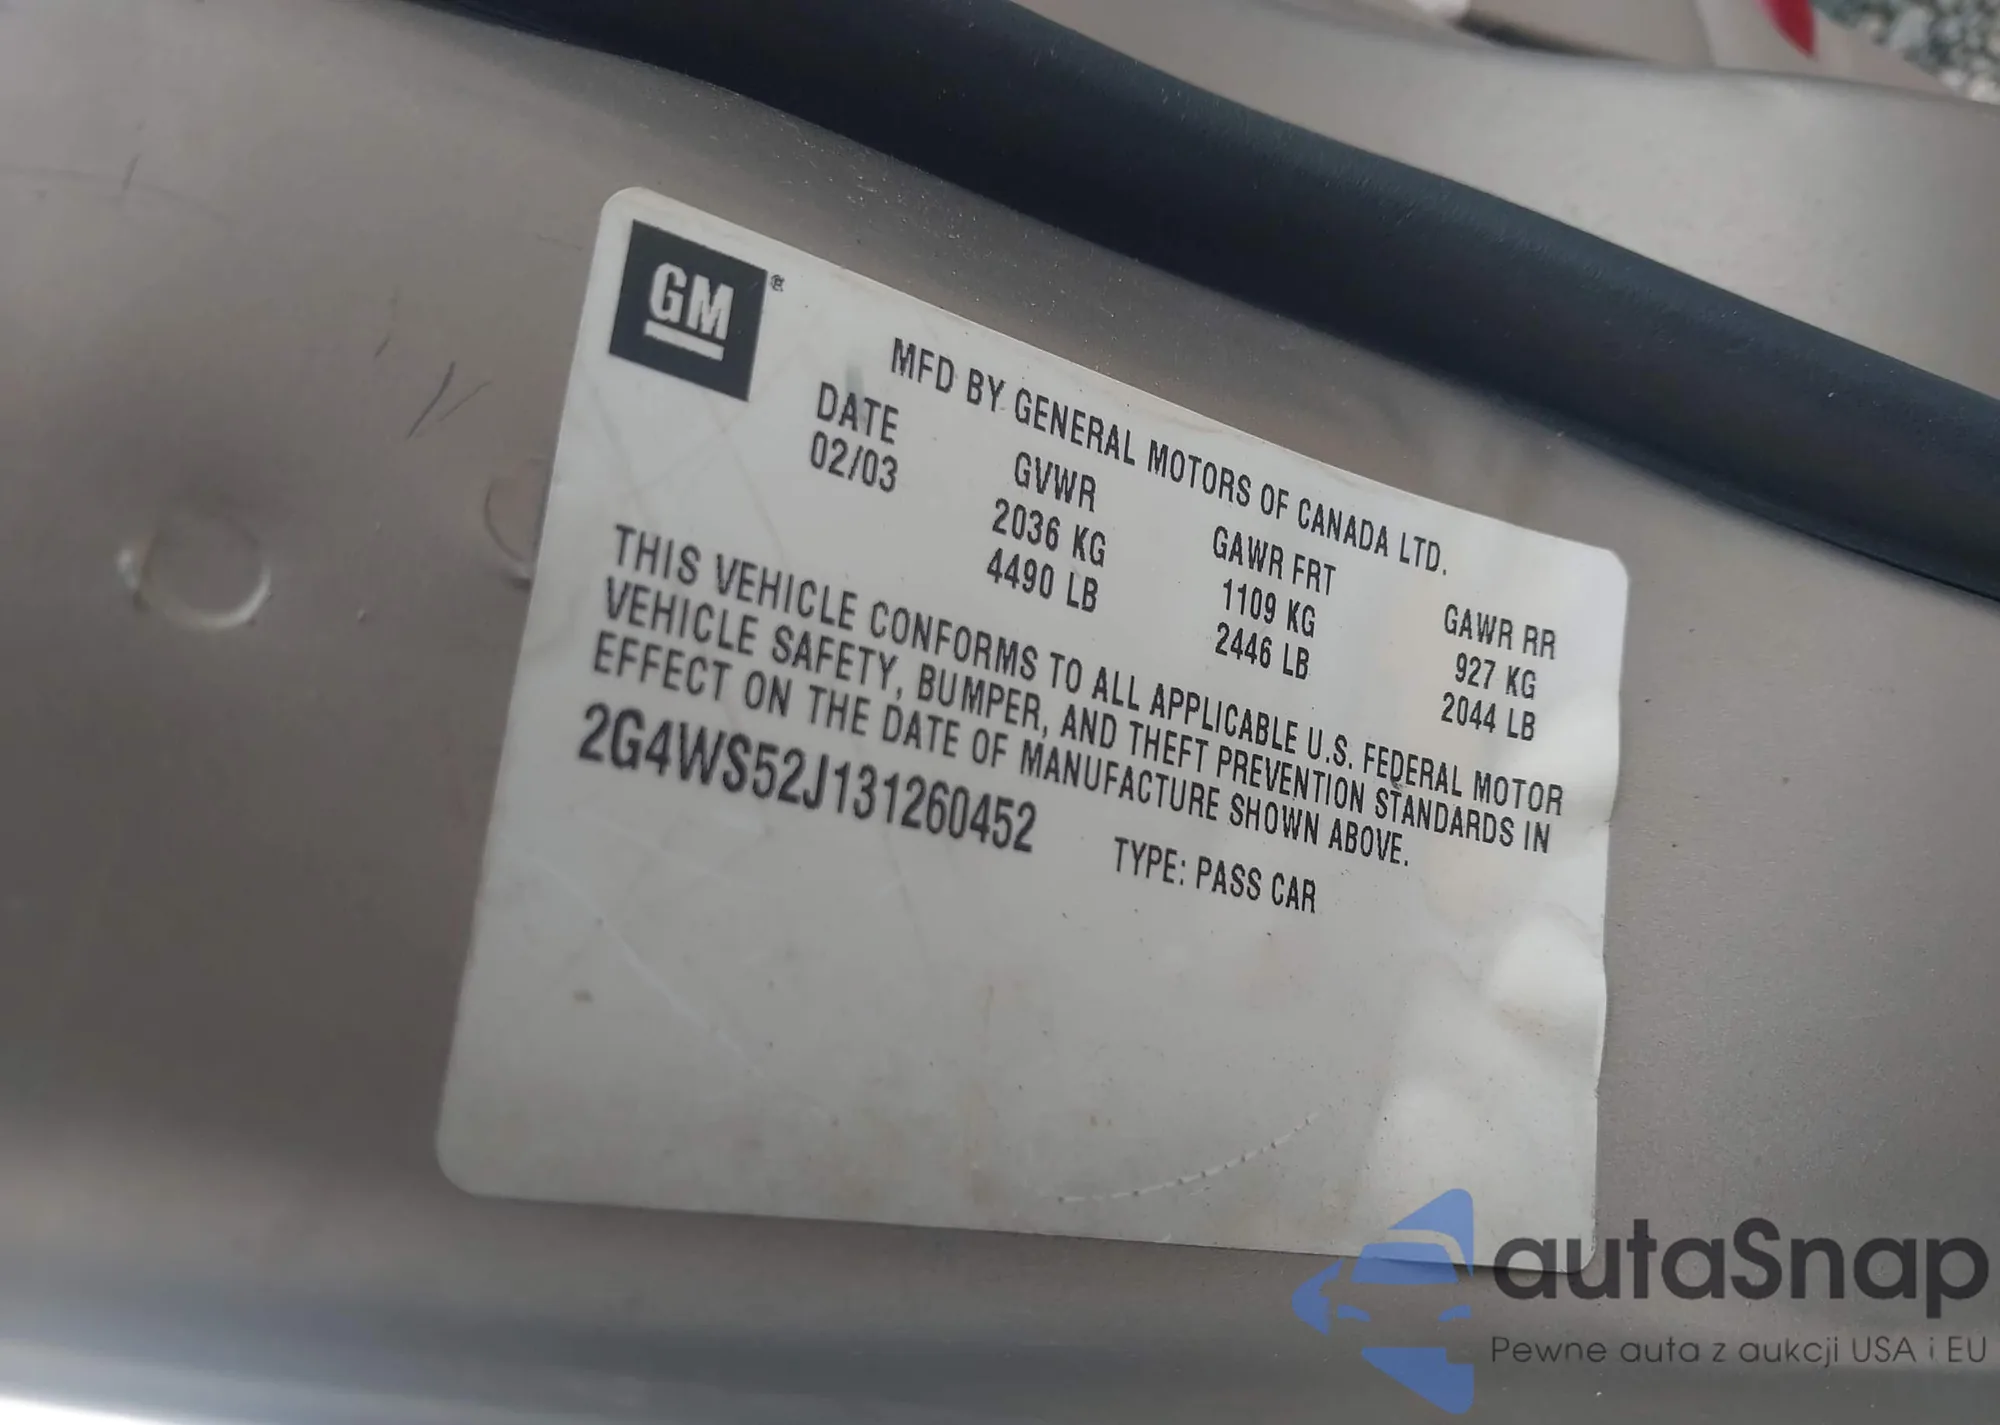 GM®
MFD BY GENERAL MOTORS OF CANADA LTD.
DATE GVWR GAWR FRT GAWR RR
02/03 2036 KG 1109 KG 927 KG
4490 LB 2446 LB 2044 LB
THIS VEHICLE CONFORMS TO ALL APPLICABLE U.S. FEDERAL MOTOR
VEHICLE SAFETY, BUMPER, AND THEFT PREVENTION STANDARDS IN
EFFECT ON THE DATE OF MANUFACTURE SHOWN ABOVE.
2G4WS52J131260452 TYPE: PASS CAR
autaSnap
Pewne auta z aukcji USA i EU